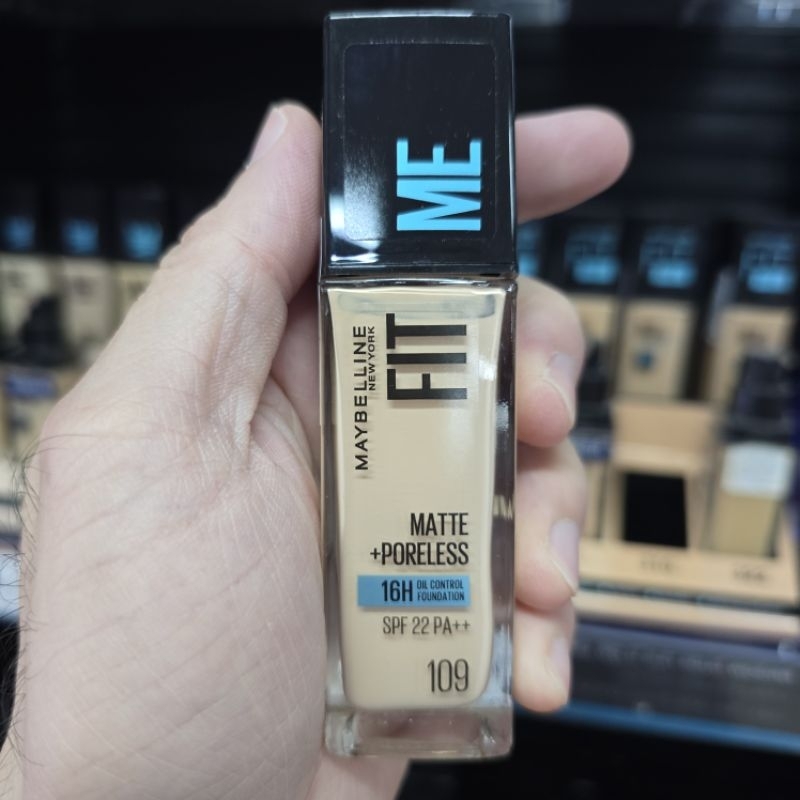 FIT ME
MAYBELLINE
NEW YORK
MATTE
+PORELESS
16H OIL CONTROL
FOUNDATION
SPF 22 PA++
109